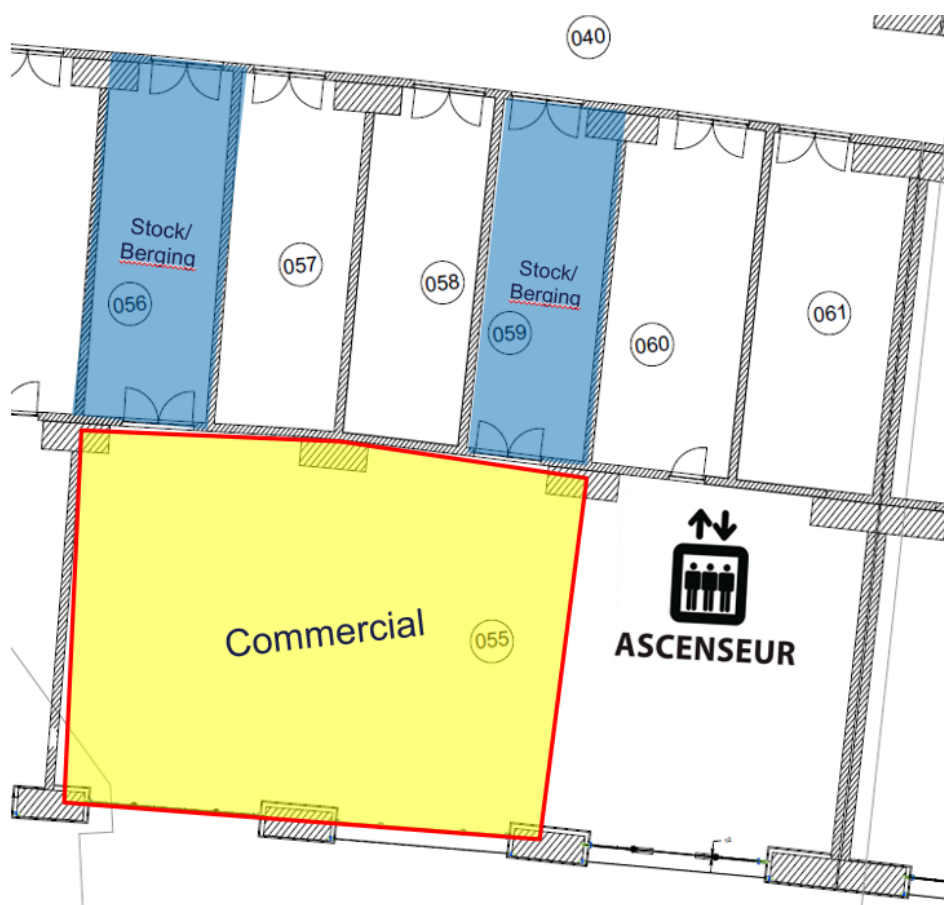 040
Stock/
Berging
056
057
058
Stock/
Berging
059
060
061
Commercial
055
ASCENSEUR